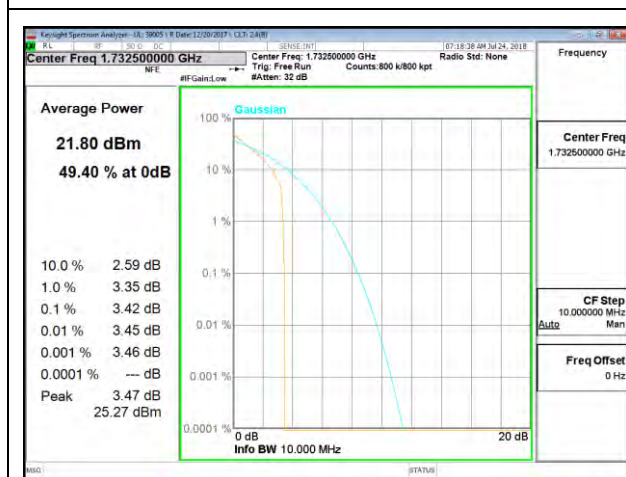 Keysight Spectrum Analyzer - UL: 39005 \ R Date: 12/20/2017 \ CLT: 2.4(B)
RL RF 50 Ω DC SENSE:INT 07:18:38 AM Jul 24, 2018
Center Freq 1.732500000 GHz
Center Freq: 1.732500000 GHz Radio Std: None
NFE Trig: Free Run Counts:800 k/800 kpt
#IFGain:Low #Atten: 32 dB
Frequency
Average Power
21.80 dBm
49.40 % at 0dB
10.0 % 2.59 dB
1.0 % 3.35 dB
0.1 % 3.42 dB
0.01 % 3.45 dB
0.001 % 3.46 dB
0.0001 % --- dB
Peak 3.47 dB
25.27 dBm
Gaussian
100 %
10 %
1 %
0.1 %
0.01 %
0.001 %
0.0001 %
0 dB 20 dB
Info BW 10.000 MHz
Center Freq
1.732500000 GHz
CF Step
10.000000 MHz
Auto Man
Freq Offset
0 Hz
MSG STATUS